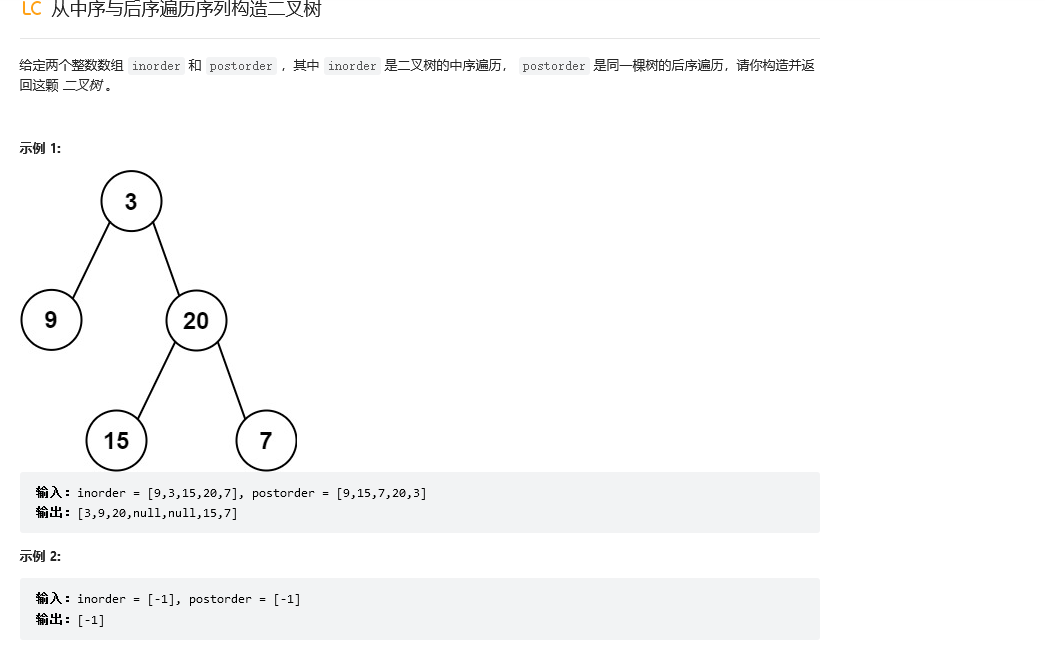 LC 从中序与后序遍历序列构造二叉树
给定两个整数数组 inorder 和 postorder ，其中 inorder 是二叉树的中序遍历， postorder 是同一棵树的后序遍历，请你构造并返
回这颗 二叉树 。
示例 1:
3
9
20
15
7
输入：inorder = [9,3,15,20,7], postorder = [9,15,7,20,3]
输出：[3,9,20,null,null,15,7]
示例 2:
输入：inorder = [-1], postorder = [-1]
输出：[-1]